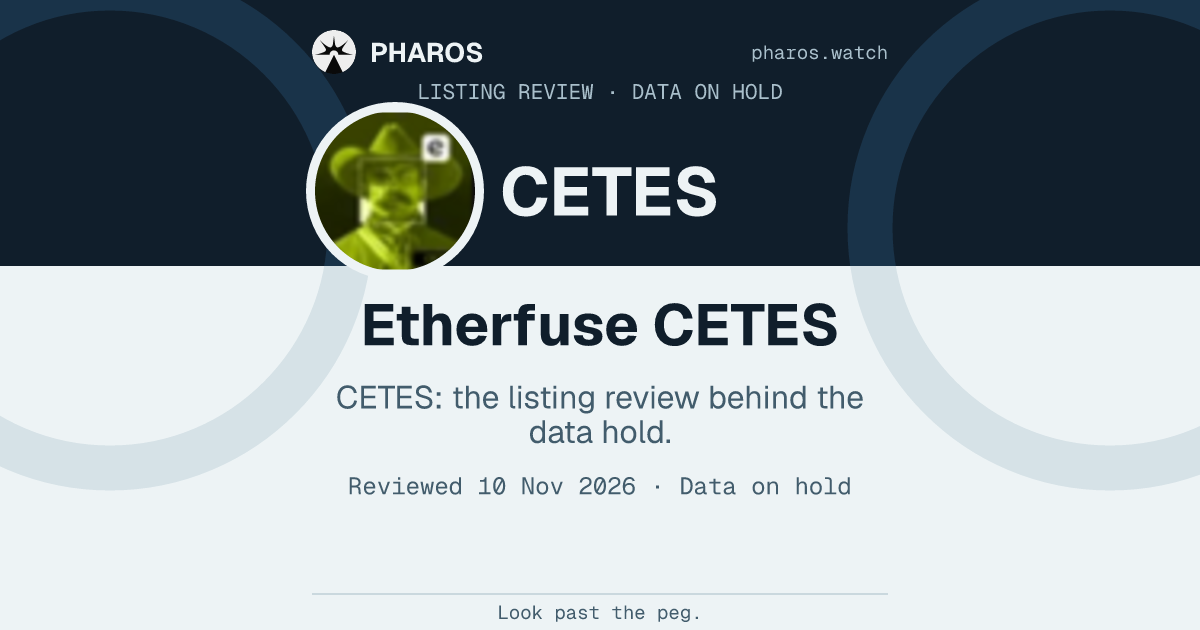 PHAROS
pharos.watch
LISTING REVIEW · DATA ON HOLD
e
CETES
Etherfuse CETES
CETES: the listing review behind the
data hold.
Reviewed 10 Nov 2026 · Data on hold
Look past the peg.